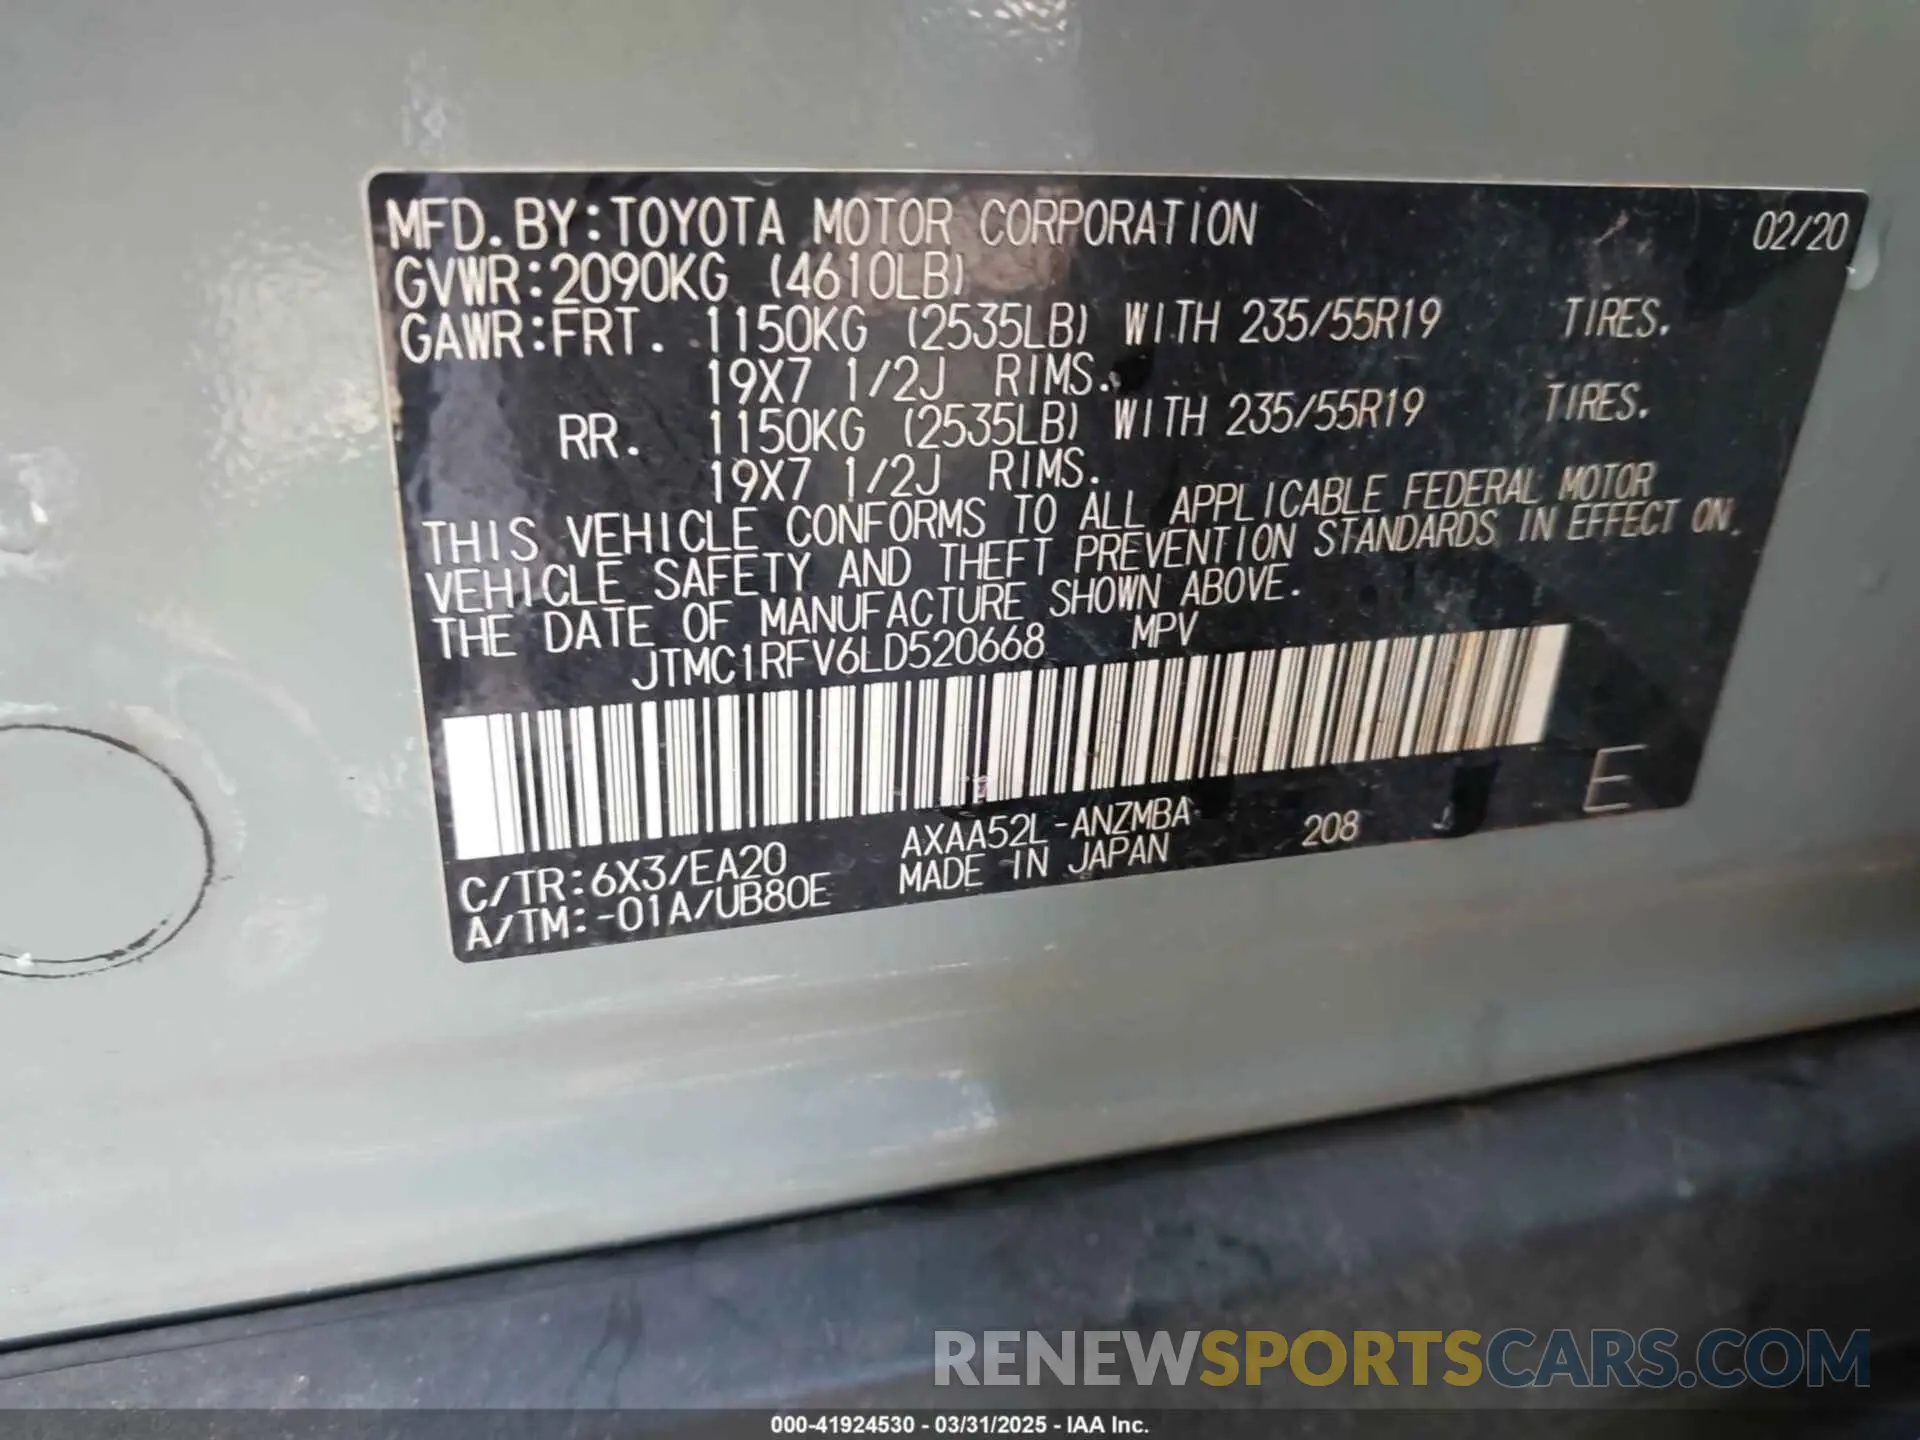 MFD.BY:TOYOTA MOTOR CORPORATION 02/20
GVWR:2090KG (4610LB)
GAWR:FRT. 1150KG (2535LB) WITH 235/55R19 TIRES.
19X7 1/2J RIMS.
RR. 1150KG (2535LB) WITH 235/55R19 TIRES.
19X7 1/2J RIMS.
THIS VEHICLE CONFORMS TO ALL APPLICABLE FEDERAL MOTOR
VEHICLE SAFETY AND THEFT PREVENTION STANDARDS IN EFFECT ON
THE DATE OF MANUFACTURE SHOWN ABOVE.
JTMC1RFV6LD520668 MPV
E
C/TR:6X3/EA20 AXAA52L-ANZMBA 208
A/TM:-01A/UB80E MADE IN JAPAN
RENEWSPORTSCARS.COM
000-41924530 - 03/31/2025 - IAA Inc.